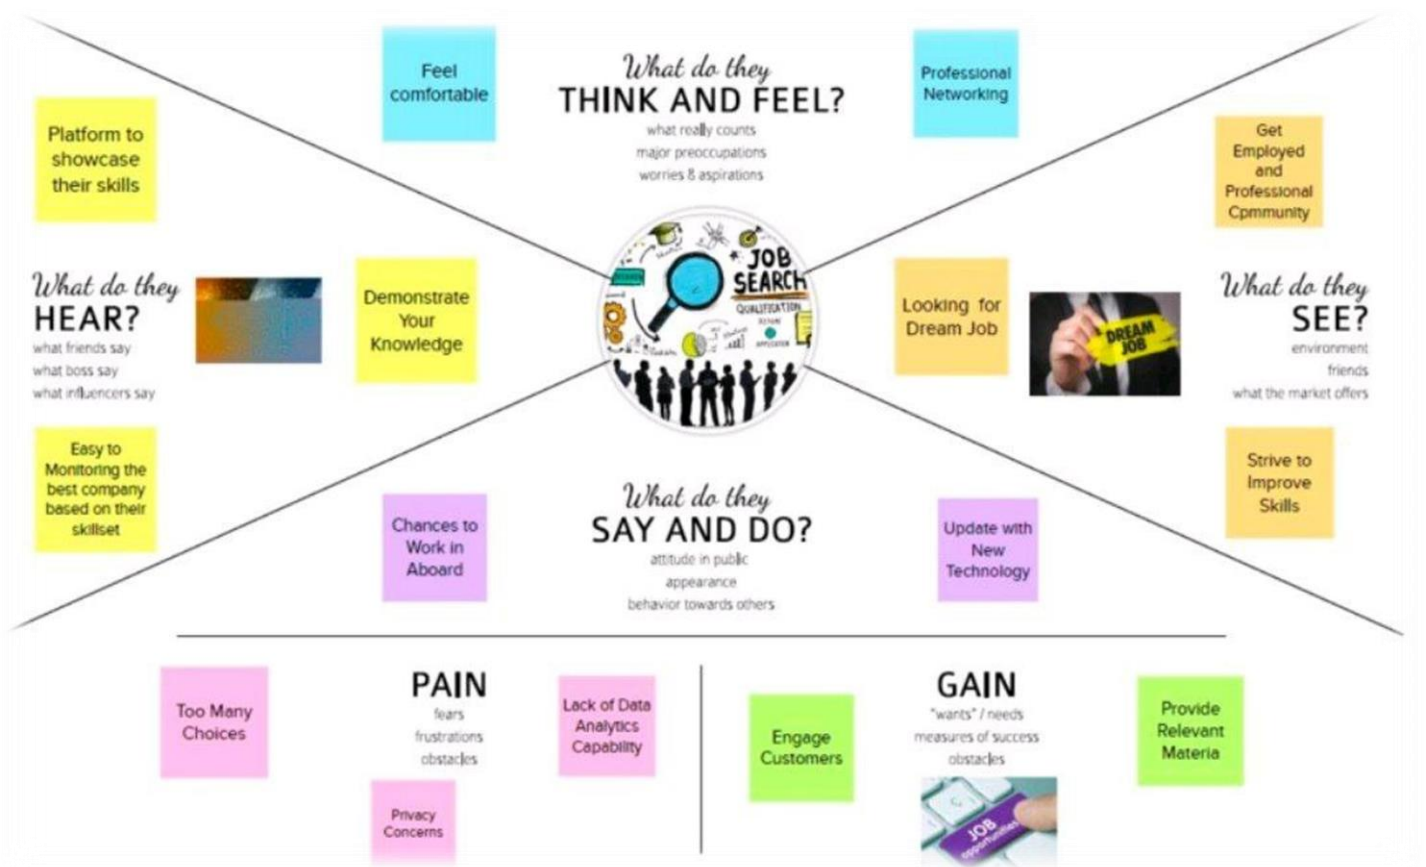 Feel
comfortable
What do they
THINK AND FEEL?
what really counts
major preoccupations
worries & aspirations
Professional
Networking
Platform to
showcase
their skills
What do they
HEAR?
what friends say
what boss say
what influencers say
Demonstrate
Your
Knowledge
Easy to
Monitoring the
best company
based on their
skillset
JOB
SEARCH
QUALIFICATION
Get
Employed
and
Professional
Cpmmunity
Looking for
Dream Job
DREAM
JOB
What do they
SEE?
environment
friends
what the market offers
Strive to
Improve
Skills
Chances to
Work in
Aboard
What do they
SAY AND DO?
attitude in public
appearance
behavior towards others
Update with
New
Technology
Too Many
Choices
PAIN
fears
frustrations
obstacles
Lack of Data
Analytics
Capability
Privacy
Concerns
Engage
Customers
GAIN
"wants" / needs
measures of success
obstacles
JOB
opportunities
Provide
Relevant
Materia